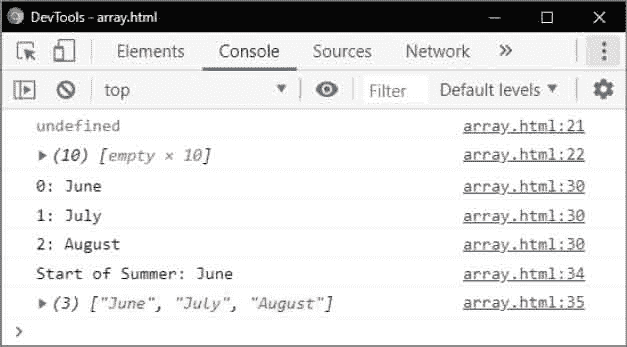 DevTools - array.html
Elements Console Sources Network »
top Filter Default levels
undefined array.html:21
(10) [empty × 10] array.html:22
0: June array.html:30
1: July array.html:30
2: August array.html:30
Start of Summer: June array.html:34
(3) ["June", "July", "August"] array.html:35
>